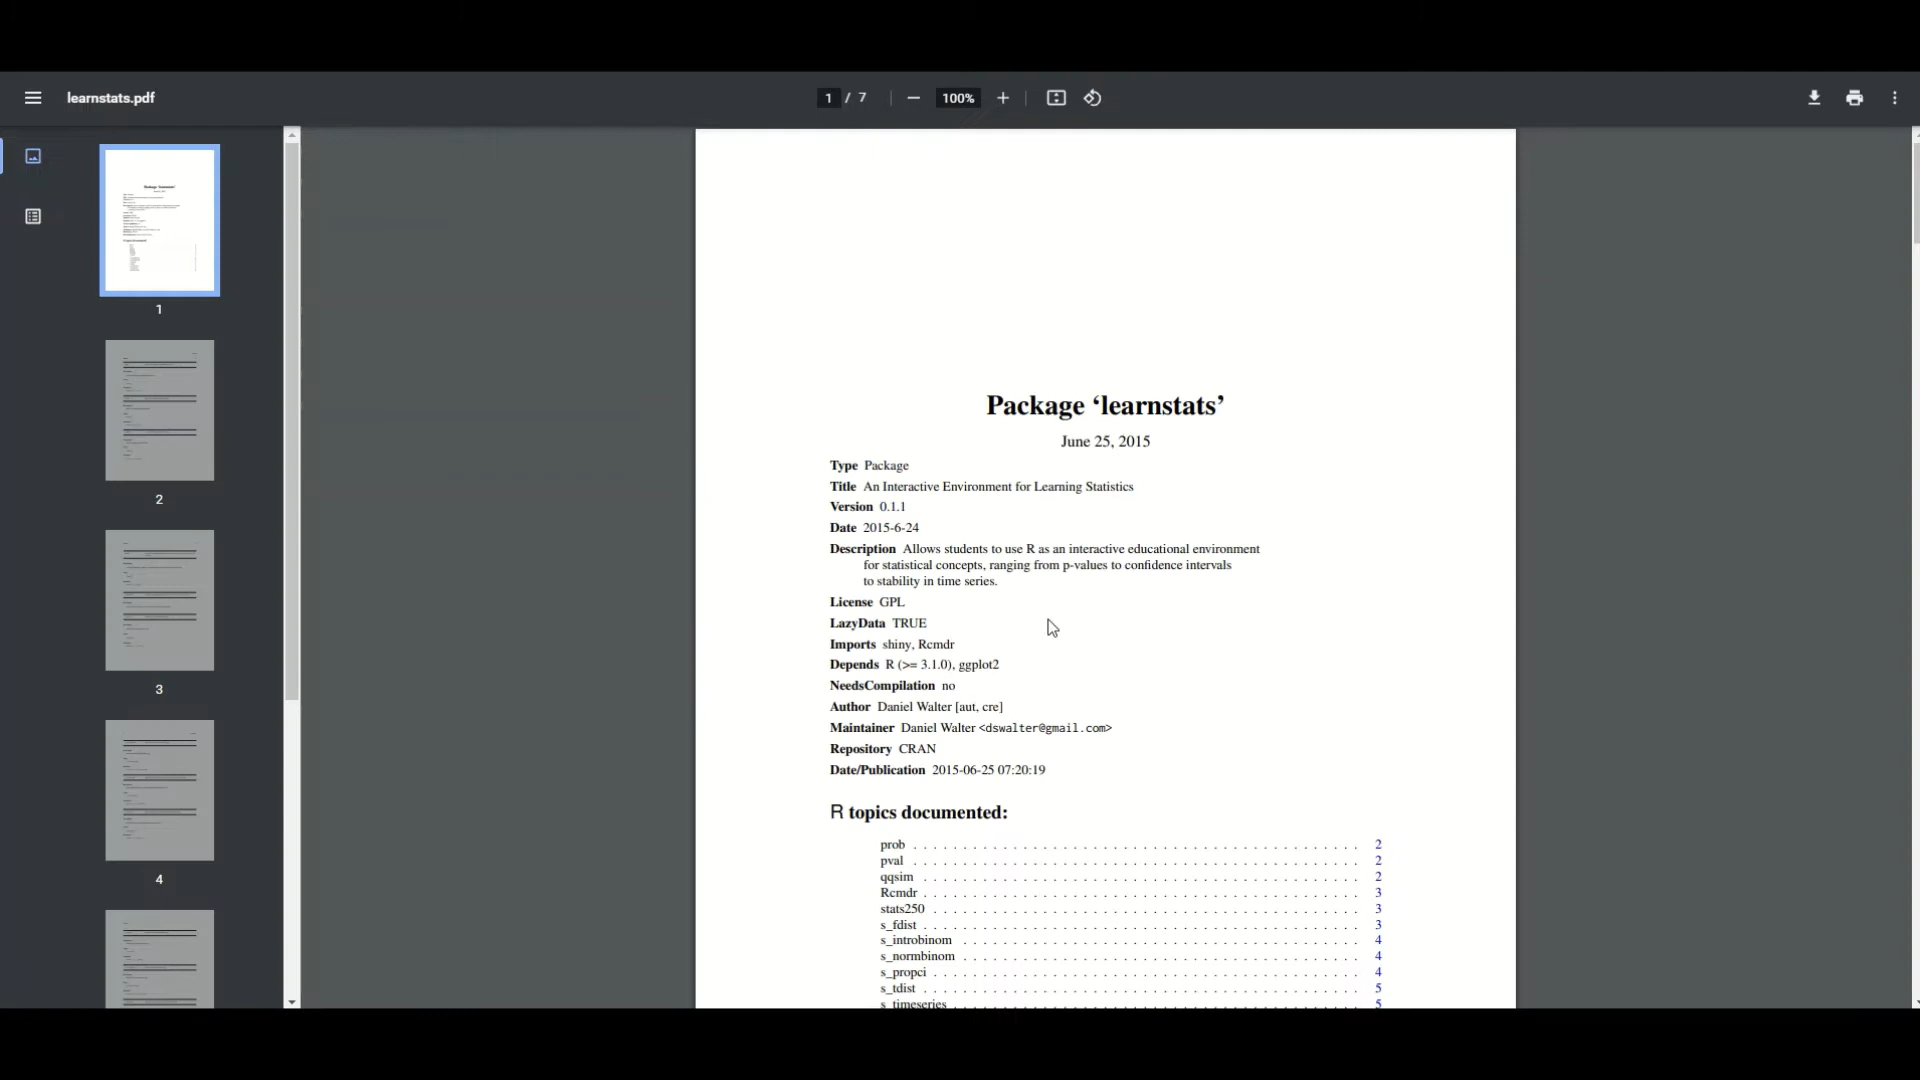 learnstats.pdf
1 / 7
100%
1
2
3
4
Package ‘learnstats’
June 25, 2015
Type Package
Title An Interactive Environment for Learning Statistics
Version 0.1.1
Date 2015-6-24
Description Allows students to use R as an interactive educational environment
for statistical concepts, ranging from p-values to confidence intervals
to stability in time series.
License GPL
LazyData TRUE
Imports shiny, Rcmdr
Depends R (>= 3.1.0), ggplot2
NeedsCompilation no
Author Daniel Walter [aut, cre]
Maintainer Daniel Walter <dswalter@gmail.com>
Repository CRAN
Date/Publication 2015-06-25 07:20:19
R topics documented:
prob . . . . . . . . . . . . . . . . . . . . . . . . . . . . . . . . . . . . . . . . . . 2
pval . . . . . . . . . . . . . . . . . . . . . . . . . . . . . . . . . . . . . . . . . . 2
qqsim . . . . . . . . . . . . . . . . . . . . . . . . . . . . . . . . . . . . . . . . . 2
Rcmdr . . . . . . . . . . . . . . . . . . . . . . . . . . . . . . . . . . . . . . . . . 3
stats250 . . . . . . . . . . . . . . . . . . . . . . . . . . . . . . . . . . . . . . . . 3
s_fdist . . . . . . . . . . . . . . . . . . . . . . . . . . . . . . . . . . . . . . . . . 3
s_introbinom . . . . . . . . . . . . . . . . . . . . . . . . . . . . . . . . . . . . . 4
s_normbinom . . . . . . . . . . . . . . . . . . . . . . . . . . . . . . . . . . . . . 4
s_propci . . . . . . . . . . . . . . . . . . . . . . . . . . . . . . . . . . . . . . . . 4
s_tdist . . . . . . . . . . . . . . . . . . . . . . . . . . . . . . . . . . . . . . . . . 5
s_timeseries . . . . . . . . . . . . . . . . . . . . . . . . . . . . . . . . . . . . . . 5